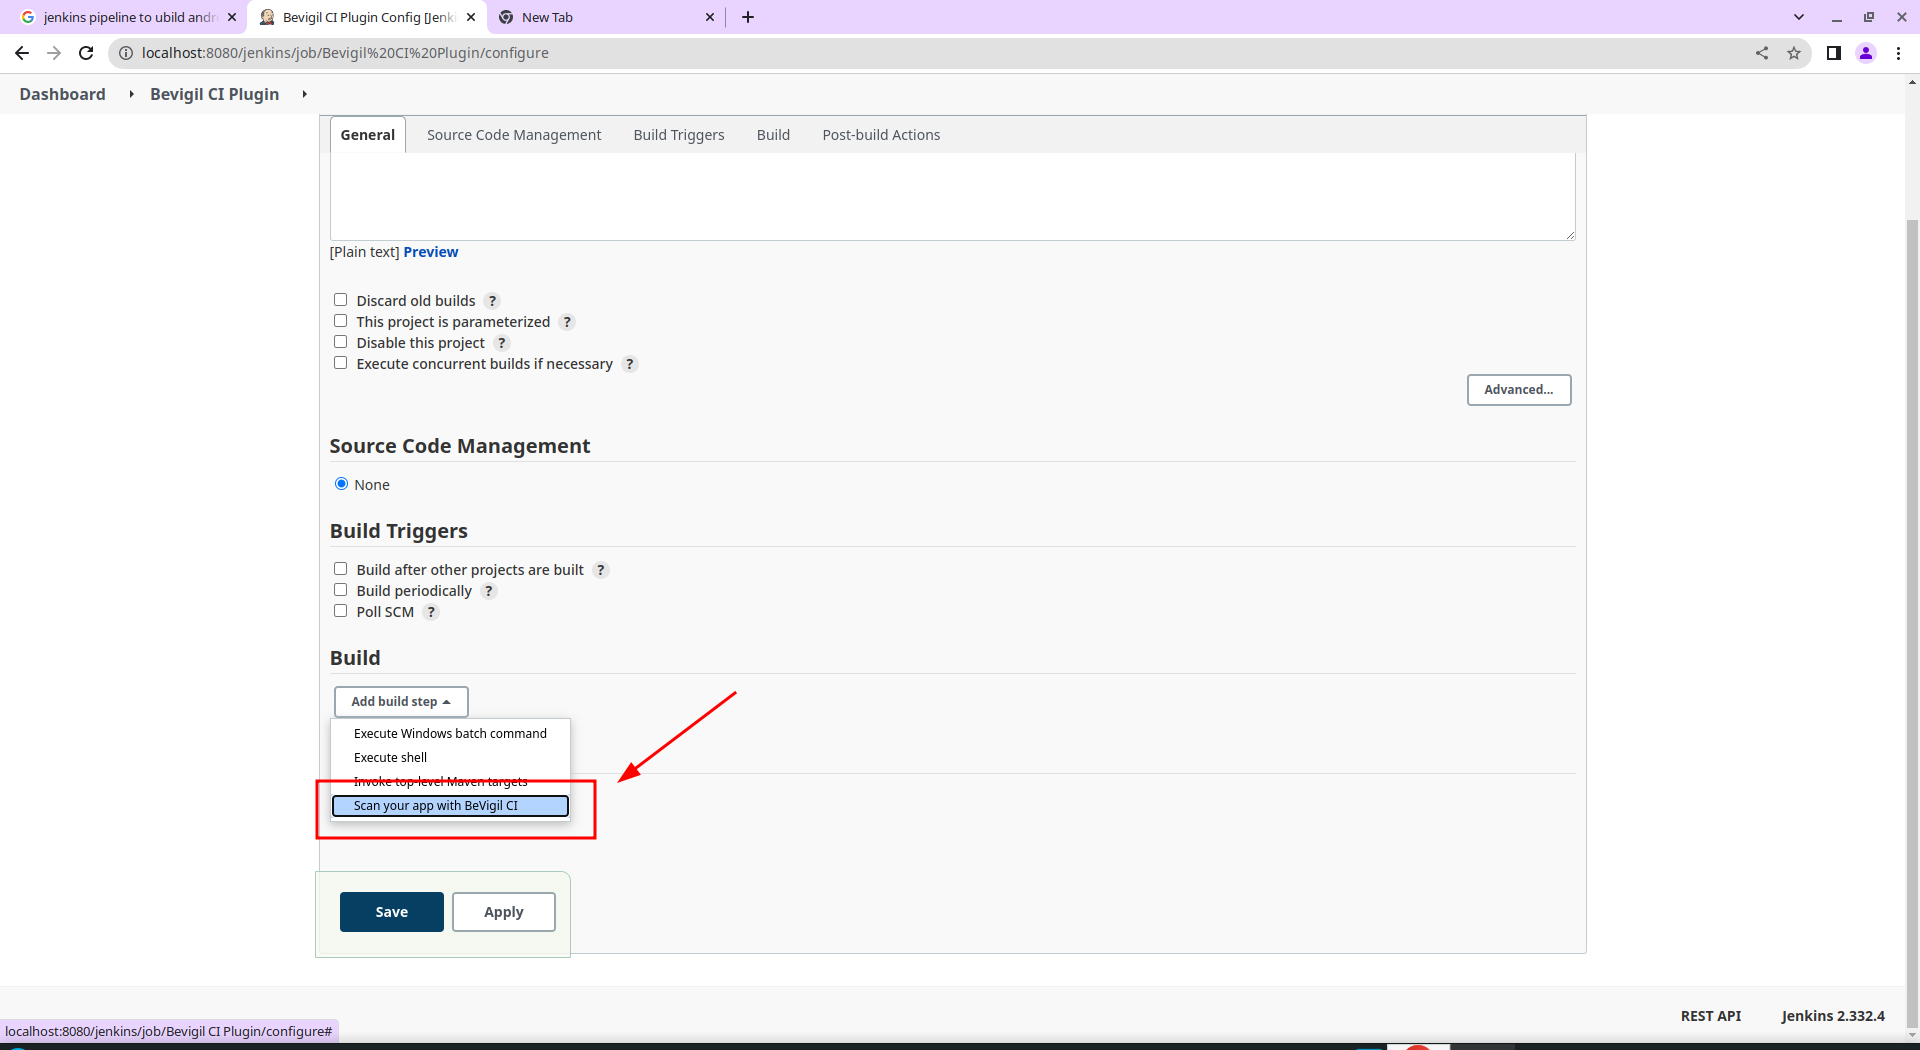 jenkins pipeline to ubild andr
Bevigil CI Plugin Config [Jenki
New Tab
localhost:8080/jenkins/job/Bevigil%20CI%20Plugin/configure
Dashboard
Bevigil CI Plugin
General
Source Code Management
Build Triggers
Build
Post-build Actions
[Plain text] Preview
Discard old builds ?
This project is parameterized ?
Disable this project ?
Execute concurrent builds if necessary ?
Advanced...
Source Code Management
None
Build Triggers
Build after other projects are built ?
Build periodically ?
Poll SCM ?
Build
Add build step
Execute Windows batch command
Execute shell
Invoke top-level Maven targets
Scan your app with BeVigil CI
Save
Apply
REST API
Jenkins 2.332.4
localhost:8080/jenkins/job/Bevigil CI Plugin/configure#